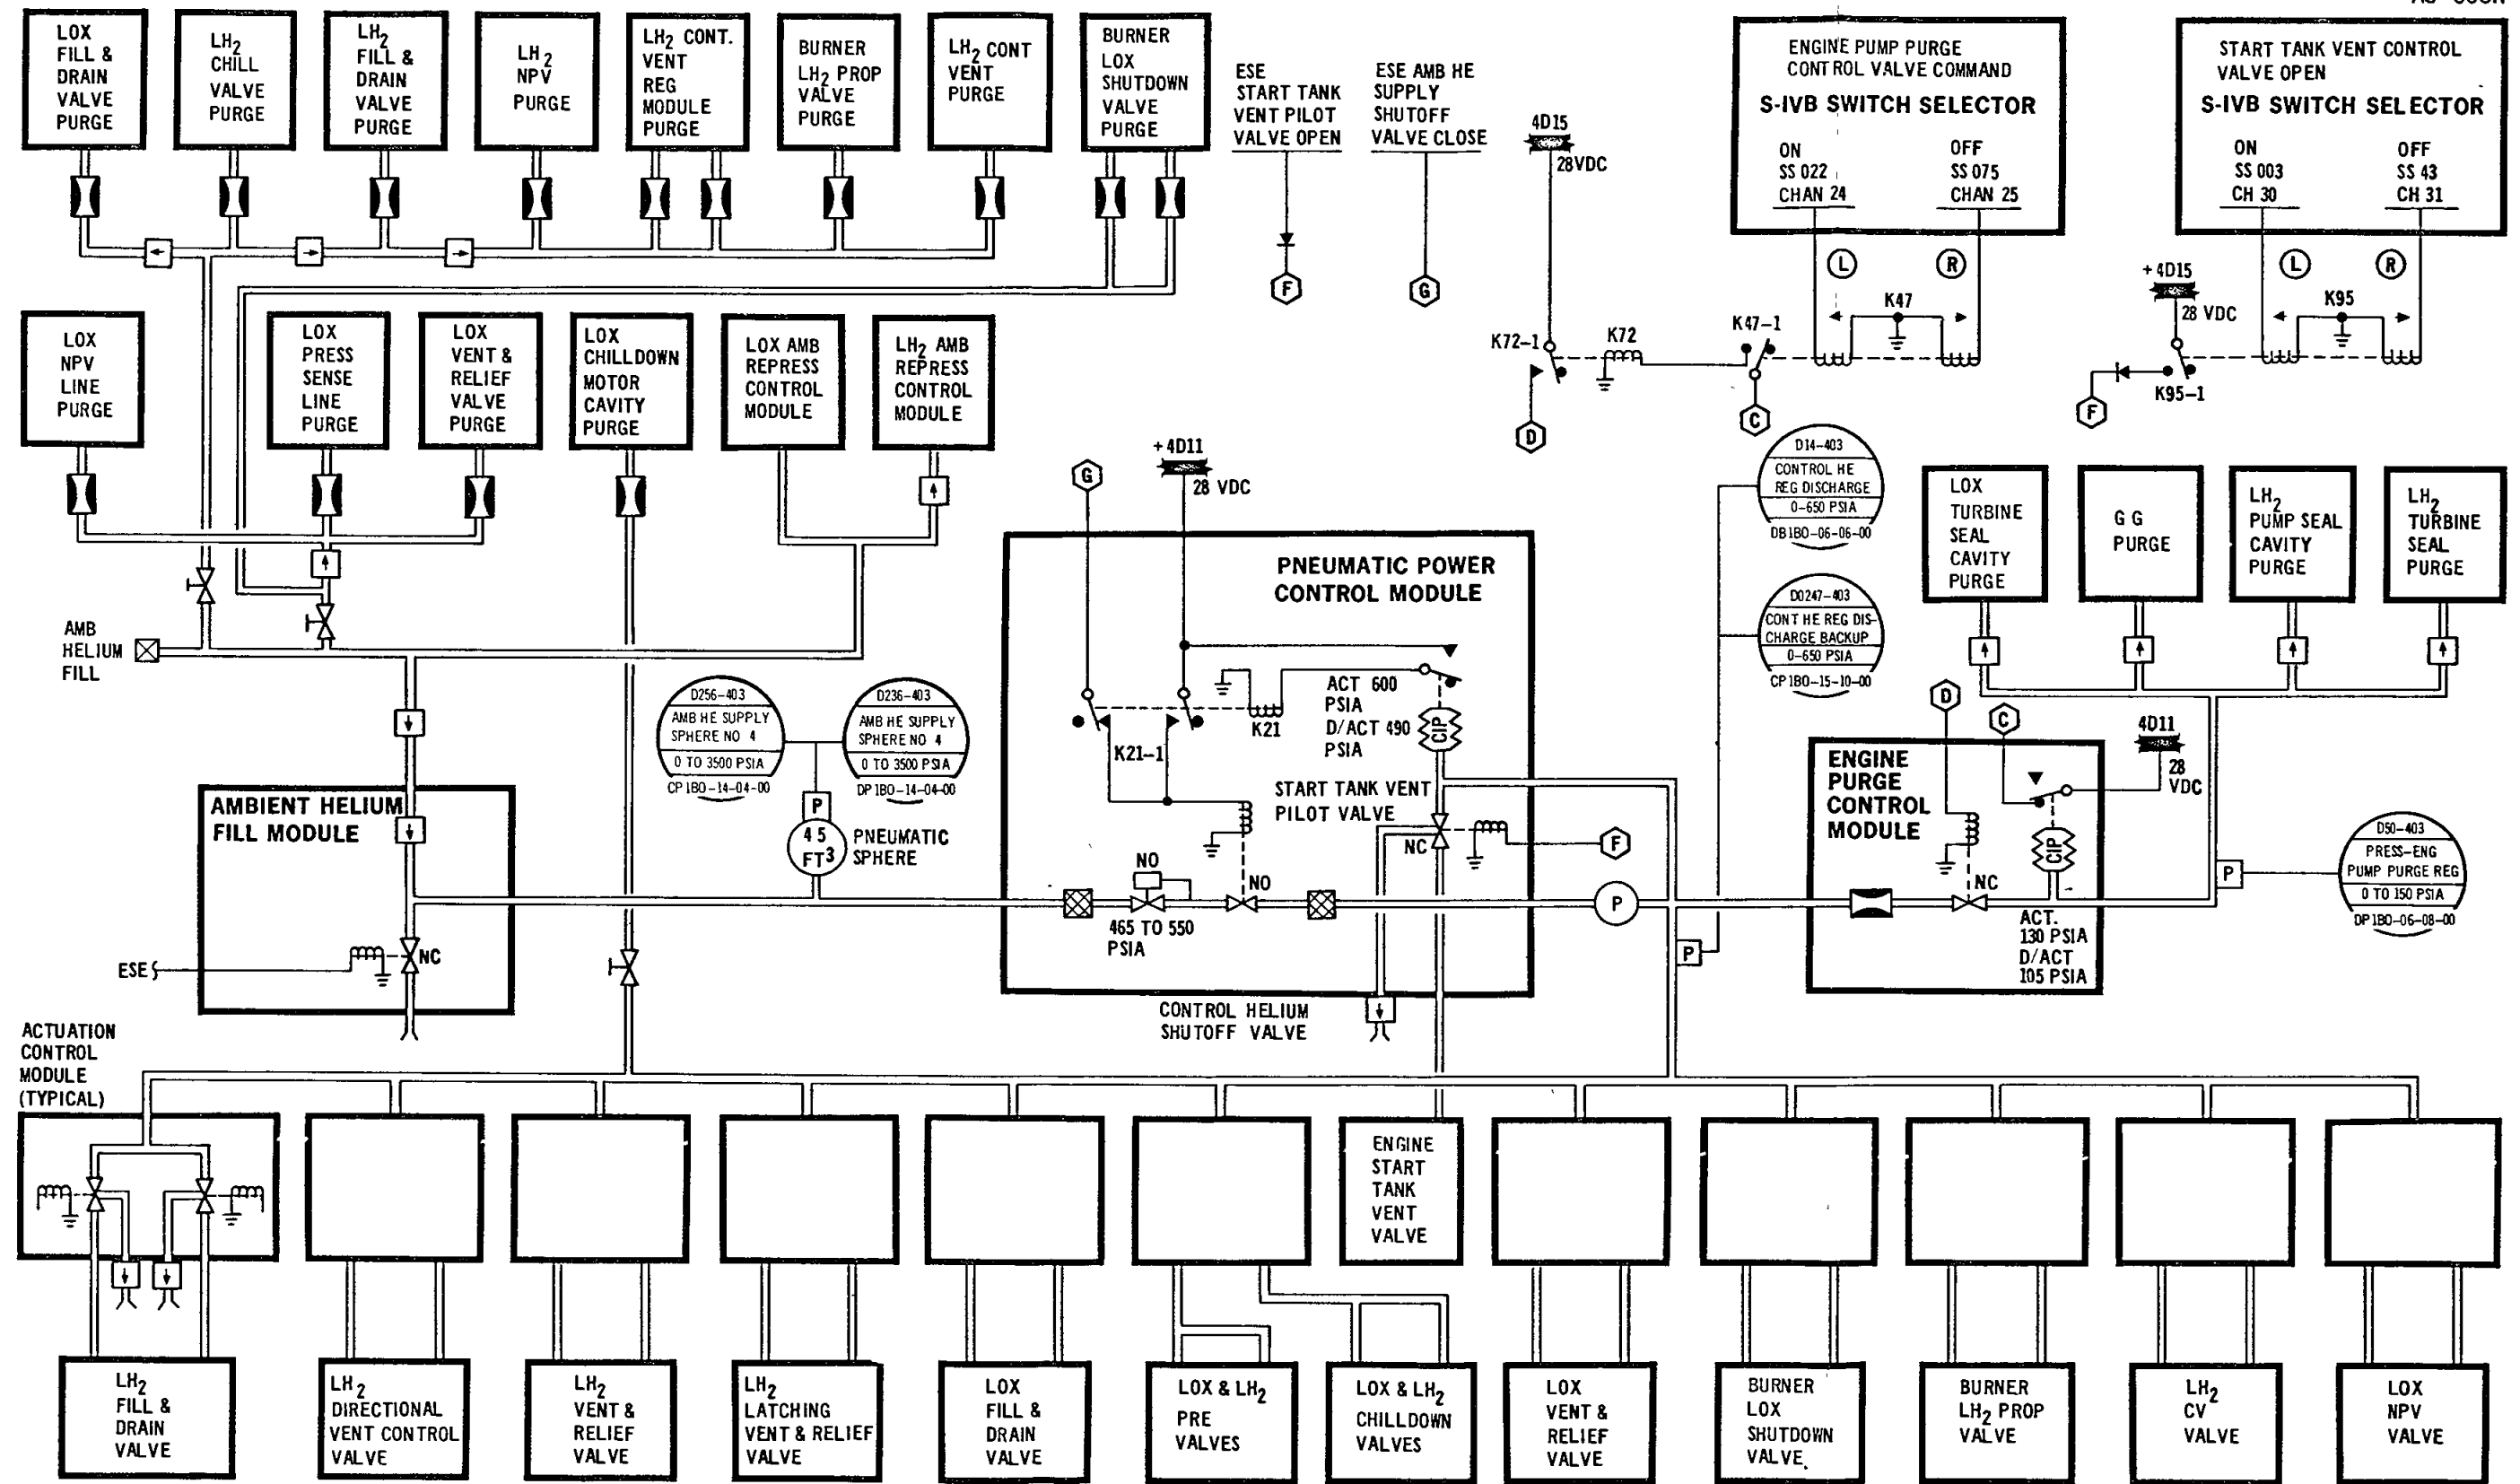 LOX
FILL &
DRAIN
VALVE
PURGE
LH2
CHILL
VALVE
PURGE
LH2
FILL &
DRAIN
VALVE
PURGE
LH2
NPV
PURGE
LH2 CONT.
VENT
REG
MODULE
PURGE
BURNER
LH2 PROP
VALVE
PURGE
LH2 CONT
VENT
PURGE
BURNER
LOX
SHUTDOWN
VALVE
PURGE
ESE
START TANK
VENT PILOT
VALVE OPEN
F
ESE AMB HE
SUPPLY
SHUTOFF
VALVE CLOSE
G
4D15
28VDC
ENGINE PUMP PURGE
CONTROL VALVE COMMAND
S-IVB SWITCH SELECTOR
ON
SS 022
CHAN 24
OFF
SS 075
CHAN 25
L
R
K47
K72-1
K72
K47-1
D
C
START TANK VENT CONTROL
VALVE OPEN
S-IVB SWITCH SELECTOR
ON
SS 003
CH 30
OFF
SS 43
CH 31
L
R
+4D15
28 VDC
K95
K95-1
F
LOX
NPV
LINE
PURGE
LOX
PRESS
SENSE
LINE
PURGE
LOX
VENT &
RELIEF
VALVE
PURGE
LOX
CHILLDOWN
MOTOR
CAVITY
PURGE
LOX AMB
REPRESS
CONTROL
MODULE
LH2 AMB
REPRESS
CONTROL
MODULE
AMB
HELIUM
FILL
G
+4D11
28 VDC
PNEUMATIC POWER
CONTROL MODULE
ACT 600
PSIA
D/ACT 490
PSIA
CIP
K21
K21-1
START TANK VENT
PILOT VALVE
NC
F
NO
NO
465 TO 550
PSIA
CONTROL HELIUM
SHUTOFF VALVE
P
P
D14-403
CONTROL HE
REG DISCHARGE
0-650 PSIA
DB1BO-06-06-00
D0247-403
CONT HE REG DIS-
CHARGE BACKUP
0-650 PSIA
CP1BO-15-10-00
LOX
TURBINE
SEAL
CAVITY
PURGE
G G
PURGE
LH2
PUMP SEAL
CAVITY
PURGE
LH2
TURBINE
SEAL
PURGE
D
C
4D11
28
VDC
ENGINE
PURGE
CONTROL
MODULE
CIP
NC
ACT.
130 PSIA
D/ACT
105 PSIA
P
D50-403
PRESS-ENG
PUMP PURGE REG
0 TO 150 PSIA
DP1BO-06-08-00
D256-403
AMB HE SUPPLY
SPHERE NO 4
0 TO 3500 PSIA
CP1BO-14-04-00
D236-403
AMB HE SUPPLY
SPHERE NO 4
0 TO 3500 PSIA
DP1BO-14-04-00
P
4 5
FT3
PNEUMATIC
SPHERE
AMBIENT HELIUM
FILL MODULE
ESE
NC
ACTUATION
CONTROL
MODULE
(TYPICAL)
ENGINE
START
TANK
VENT
VALVE
LH2
FILL &
DRAIN
VALVE
LH2
DIRECTIONAL
VENT CONTROL
VALVE
LH2
VENT &
RELIEF
VALVE
LH2
LATCHING
VENT & RELIEF
VALVE
LOX
FILL &
DRAIN
VALVE
LOX & LH2
PRE
VALVES
LOX & LH2
CHILLDOWN
VALVES
LOX
VENT &
RELIEF
VALVE
BURNER
LOX
SHUTDOWN
VALVE.
BURNER
LH2 PROP
VALVE
LH2
CV
VALVE
LOX
NPV
VALVE